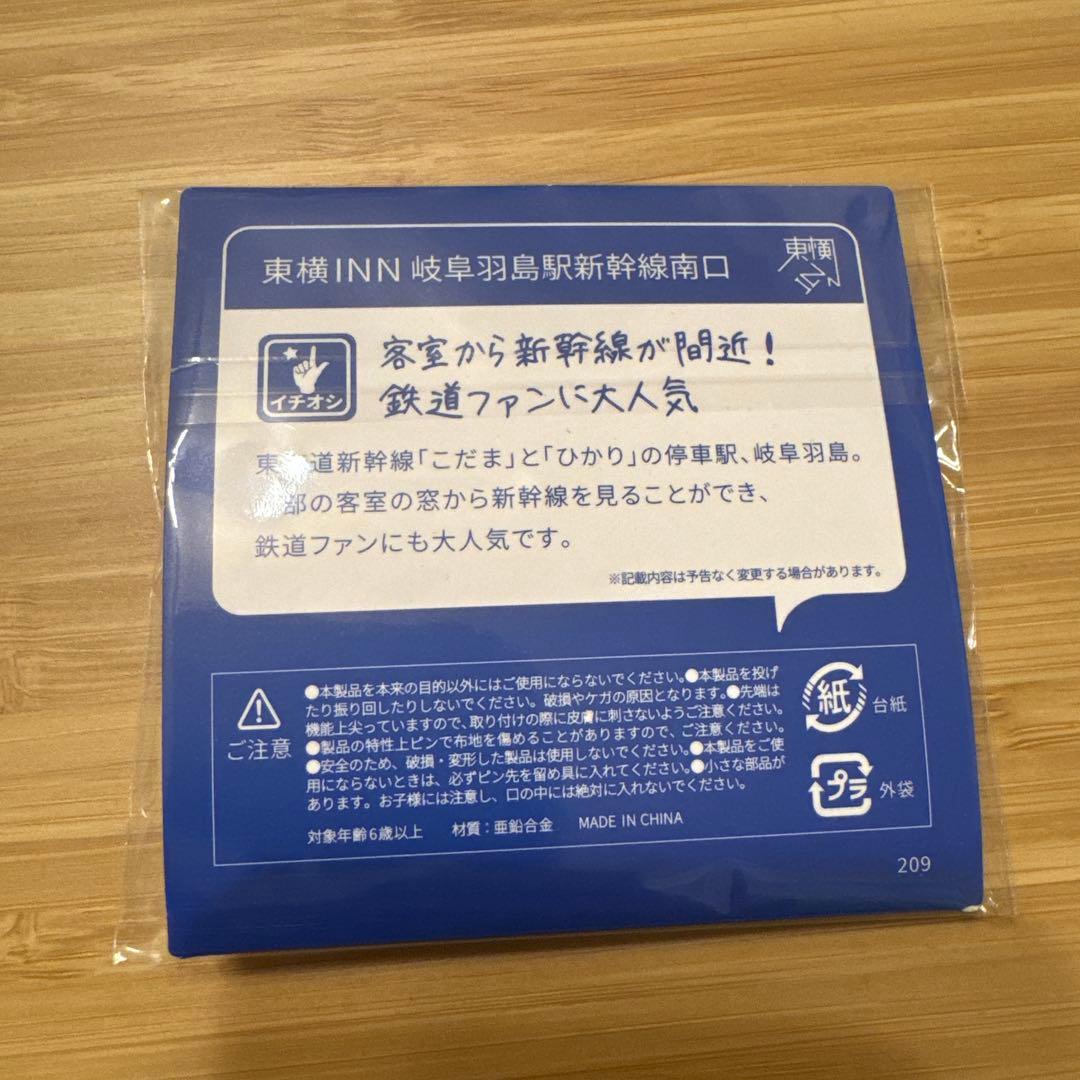 東横INN 岐阜羽島駅新幹線南口
東横INN
イチオシ
客室から新幹線が間近！
鉄道ファンに大人気
東 道新幹線「こだま」と「ひかり」の停車駅、岐阜羽島。
部の客室の窓から新幹線を見ることができ、
鉄道ファンにも大人気です。
※記載内容は予告なく変更する場合があります。
ご注意
●本製品を本来の目的以外にはご使用にならないでください。●本製品を投げ
たり振り回したりしないでください。破損やケガの原因となります。●先端は
機能上尖っていますので、取り付けの際に皮膚に刺さないようご注意ください。
●製品の特性上ピンで布地を傷めることがありますので、ご注意ください。
●安全のため、破損・変形した製品は使用しないでください。●本製品をご使
用にならないときは、必ずピン先を留め具に入れてください。●小さな部品が
あります。お子様には注意し、口の中には絶対に入れないでください。
対象年齢6歳以上 材質：亜鉛合金 MADE IN CHINA
紙 台紙
プラ 外袋
209